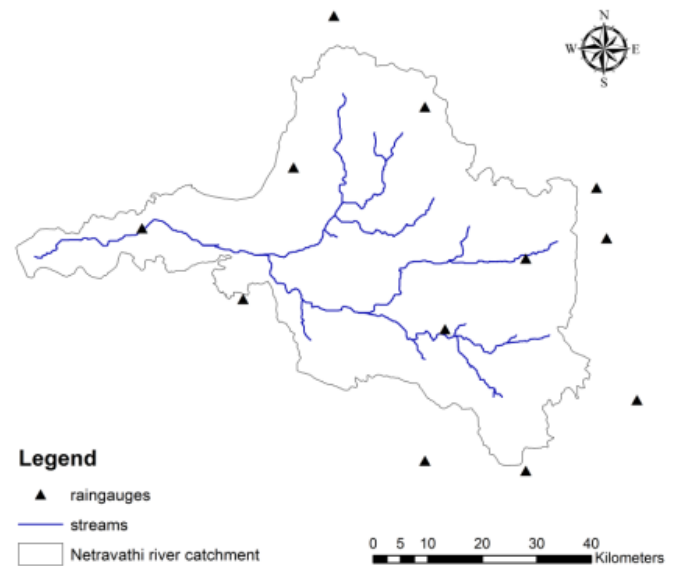 N
W E
S
Legend
raingauges
streams
Netravathi river catchment
0 5 10 20 30 40
Kilometers